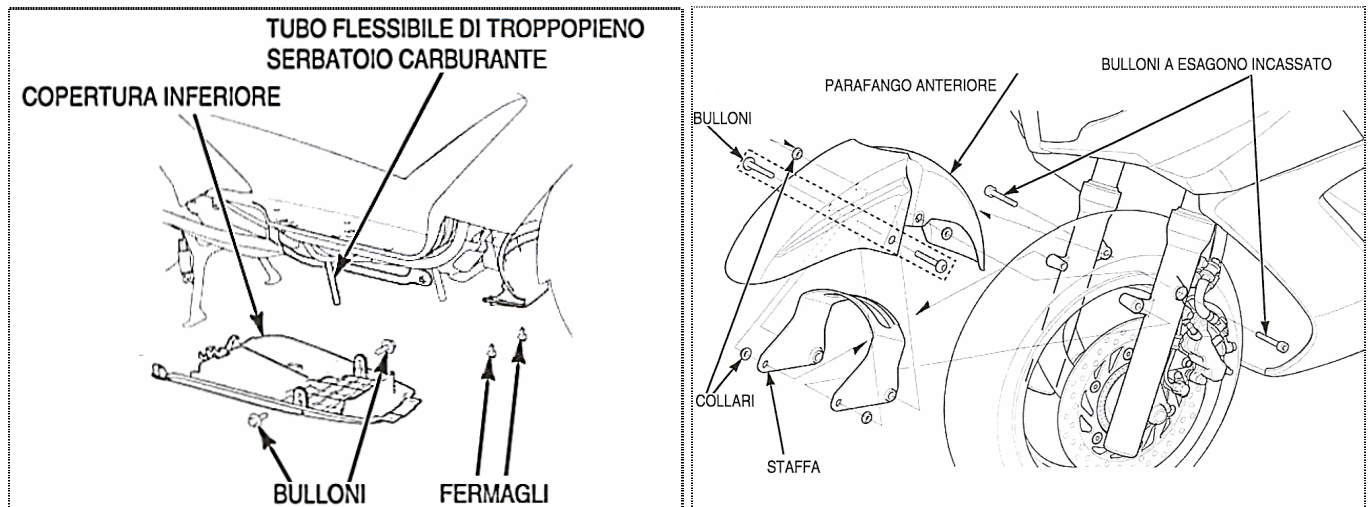 TUBO FLESSIBILE DI TROPPOPIENO
SERBATOIO CARBURANTE
COPERTURA INFERIORE
BULLONI
FERMAGLI
BULLONI A ESAGONO INCASSATO
PARAFANGO ANTERIORE
BULLONI
COLLARI
STAFFA